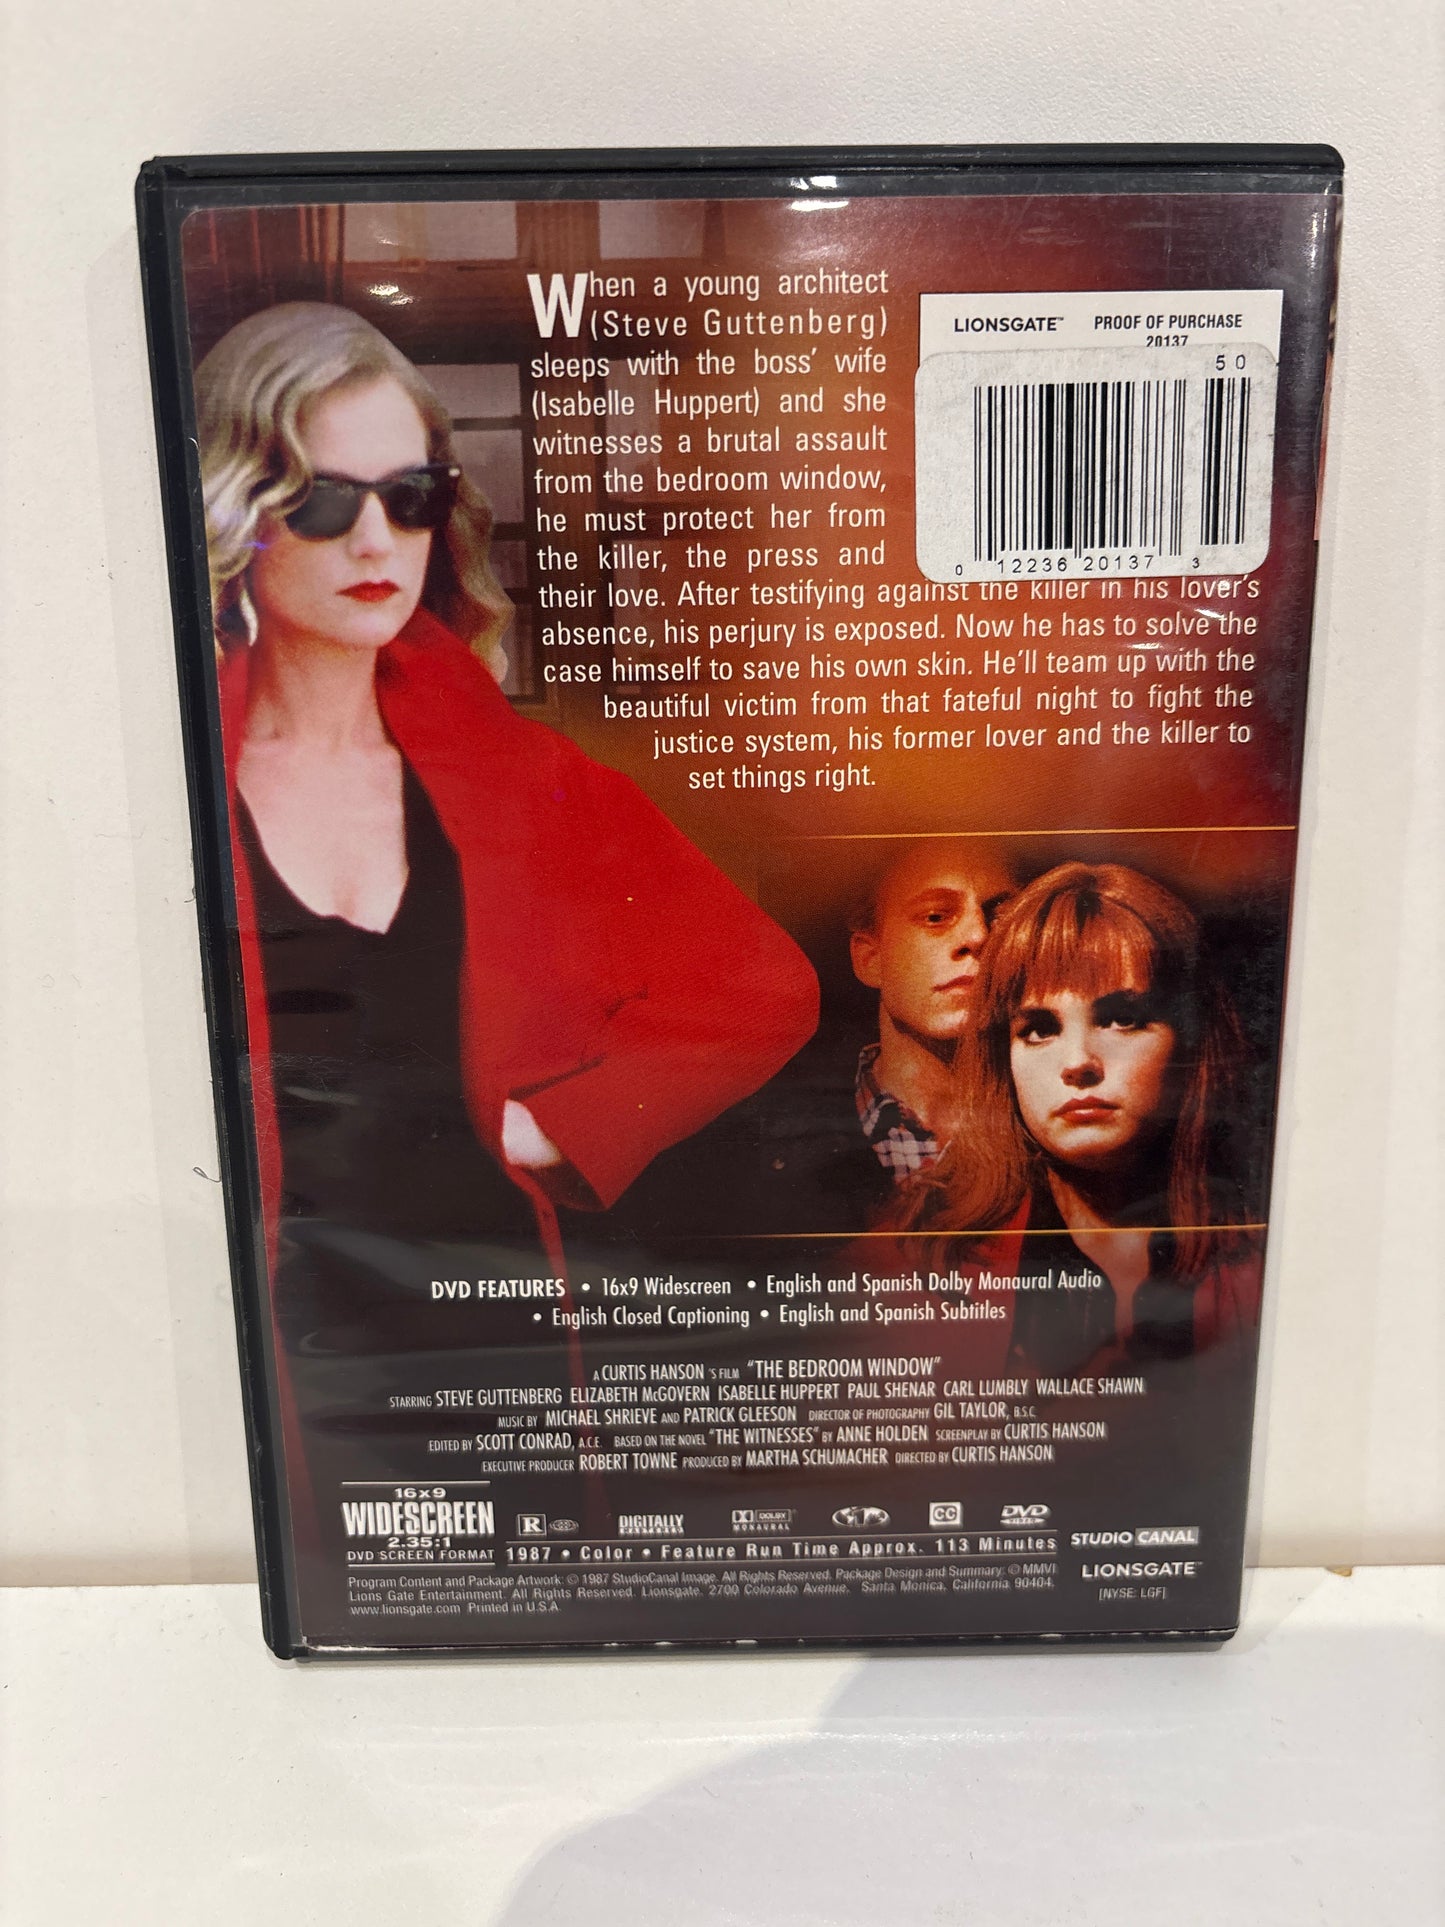 When a young architect
(Steve Guttenberg)
sleeps with the boss' wife
(Isabelle Huppert) and she
witnesses a brutal assault
from the bedroom window,
he must protect her from
the killer, the press and
their love. After testifying against the killer in his lover's
absence, his perjury is exposed. Now he has to solve the
case himself to save his own skin. He'll team up with the
beautiful victim from that fateful night to fight the
justice system, his former lover and the killer to
set things right.
LIONSGATE™ PROOF OF PURCHASE
20137
50
0 12236 20137 3
DVD FEATURES • 16x9 Widescreen • English and Spanish Dolby Monaural Audio
• English Closed Captioning • English and Spanish Subtitles
A CURTIS HANSON 'S FILM "THE BEDROOM WINDOW"
STARRING STEVE GUTTENBERG ELIZABETH McGOVERN ISABELLE HUPPERT PAUL SHENAR CARL LUMBLY WALLACE SHAWN
MUSIC BY MICHAEL SHRIEVE AND PATRICK GLEESON DIRECTOR OF PHOTOGRAPHY GIL TAYLOR, B.S.C.
EDITED BY SCOTT CONRAD, A.C.E. BASED ON THE NOVEL "THE WITNESSES" BY ANNE HOLDEN SCREENPLAY BY CURTIS HANSON
EXECUTIVE PRODUCER ROBERT TOWNE PRODUCED BY MARTHA SCHUMACHER DIRECTED BY CURTIS HANSON
16x9
WIDESCREEN
2.35:1
DVD SCREEN FORMAT
R DIGITALLY MASTERED DOLBY MONAURAL CC DVD VIDEO
1987 • Color • Feature Run Time Approx. 113 Minutes
STUDIO CANAL
LIONSGATE™
[NYSE: LGF]
Program Content and Package Artwork: © 1987 StudioCanal Image. All Rights Reserved. Package Design and Summary: © MMVI
Lions Gate Entertainment. All Rights Reserved. Lionsgate, 2700 Colorado Avenue, Santa Monica, California 90404.
www.lionsgate.com Printed in U.S.A.